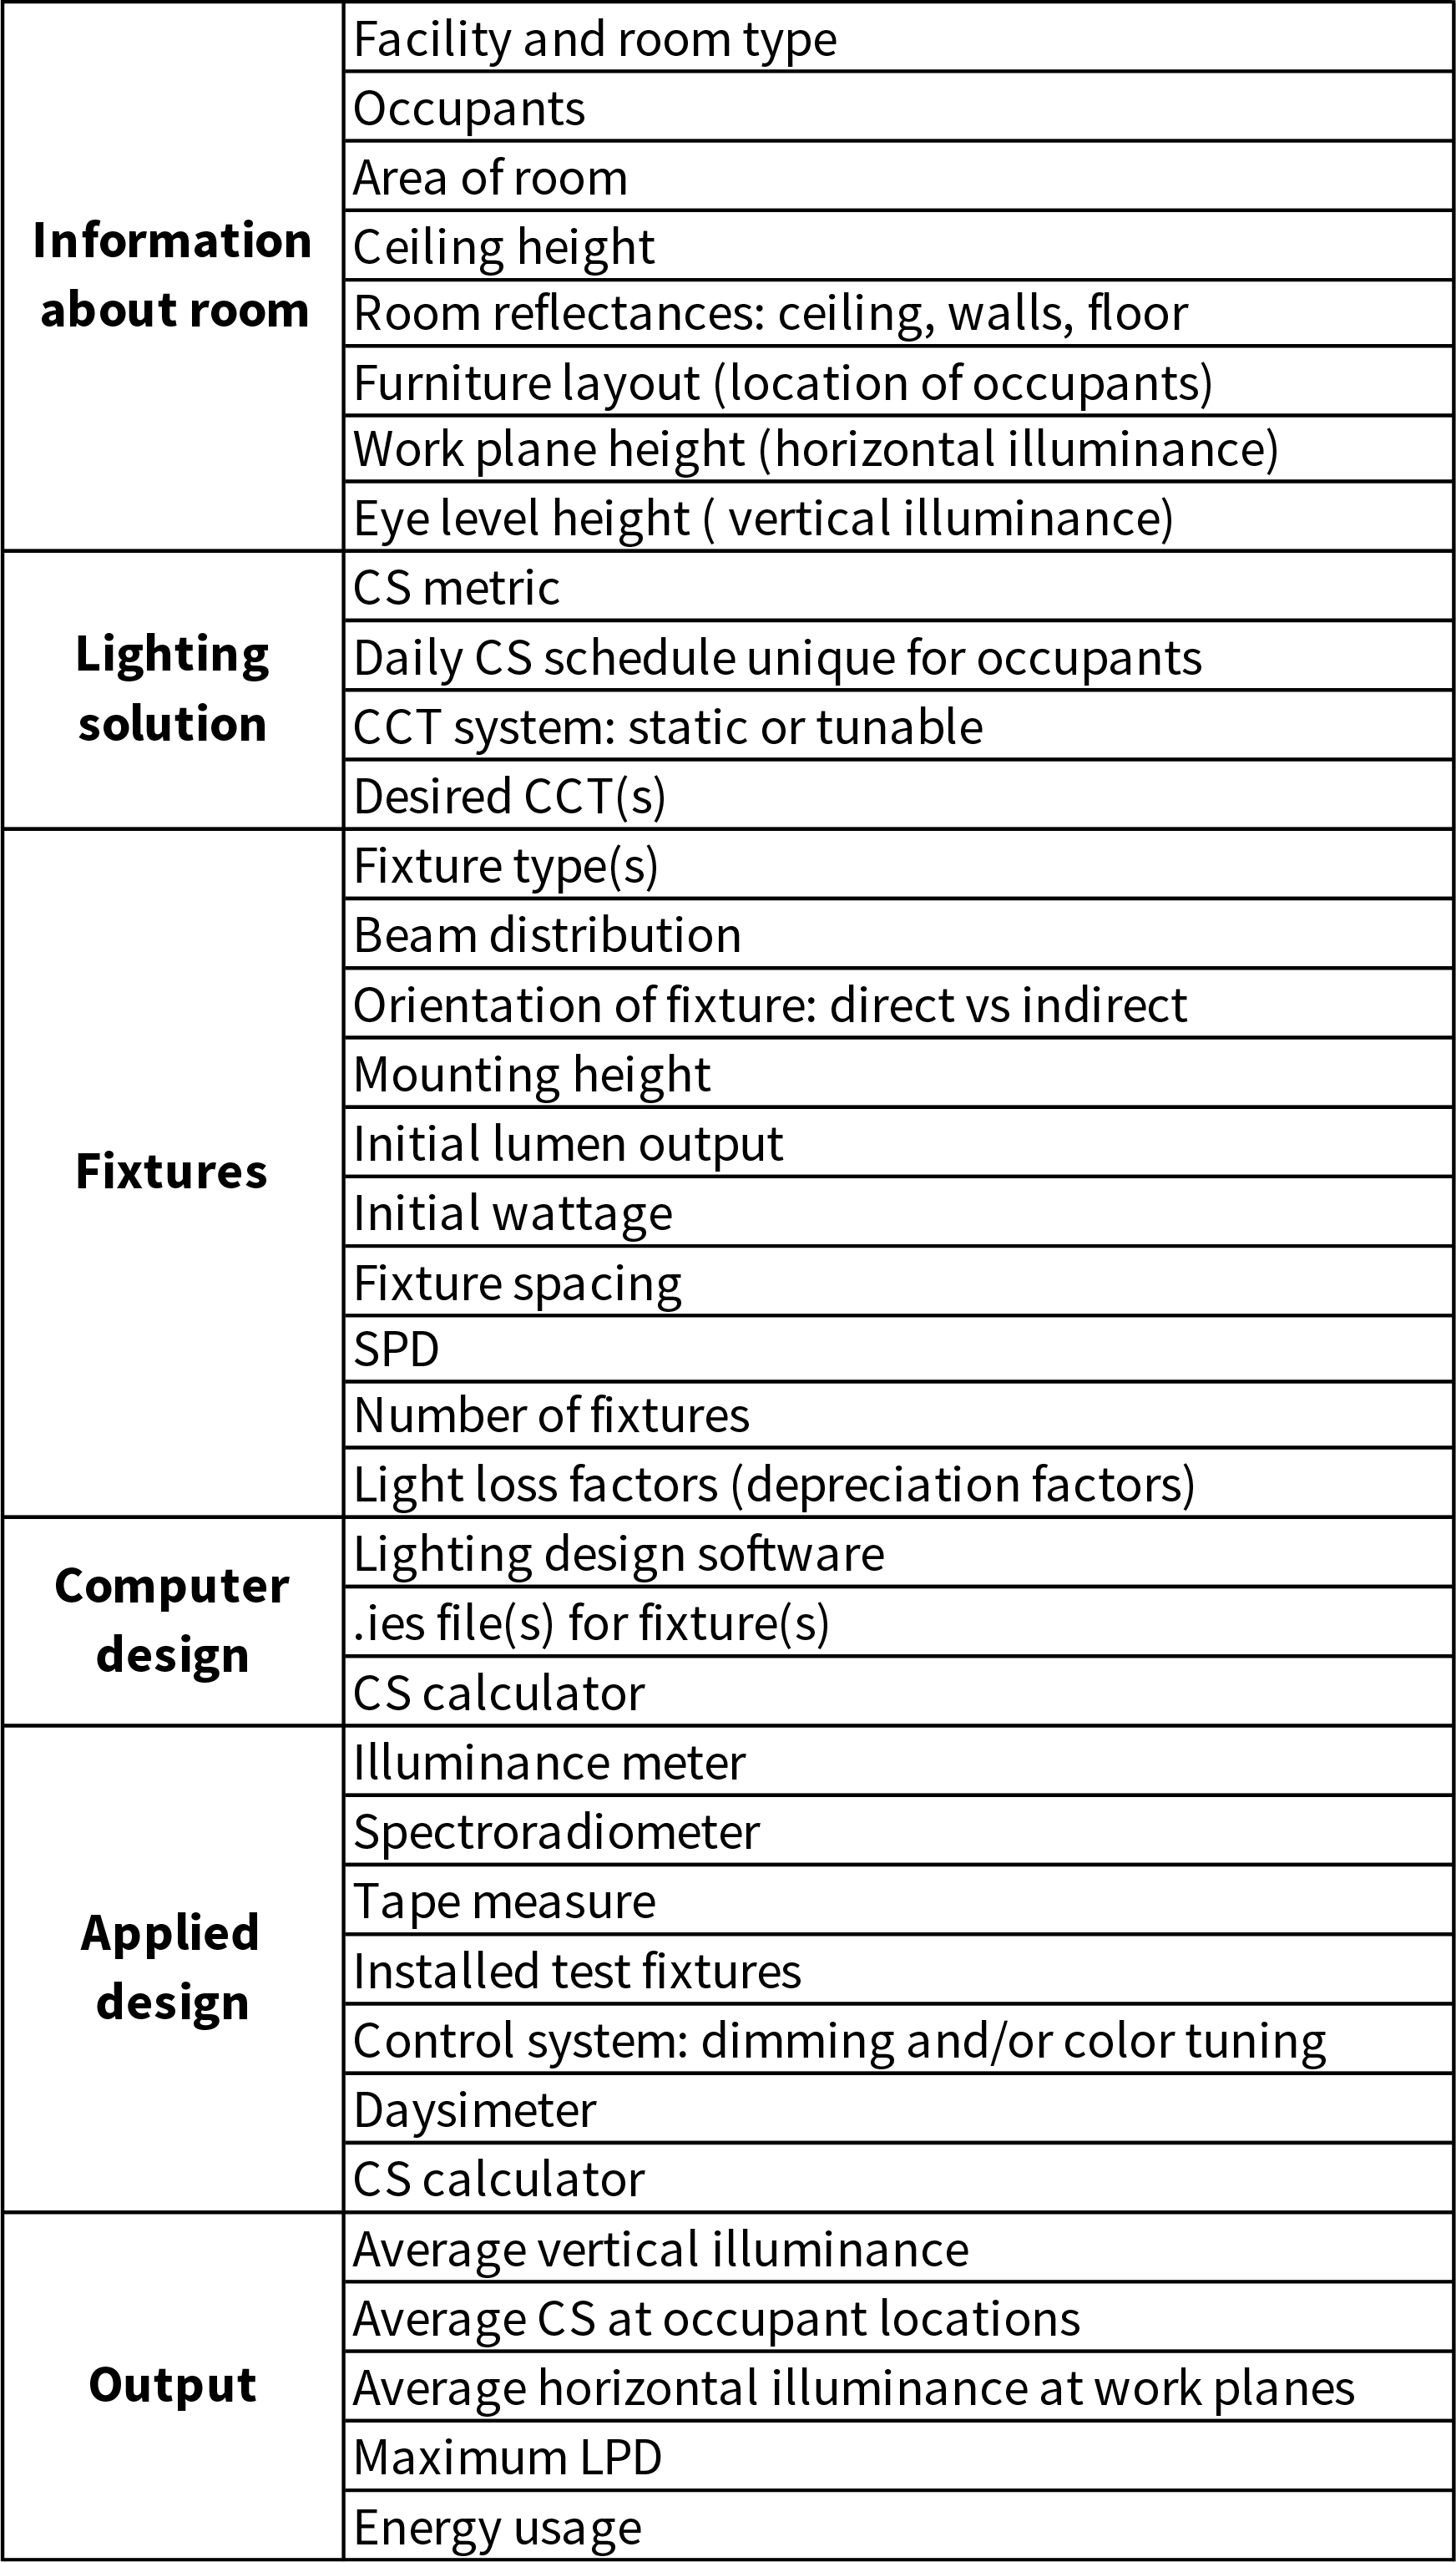 Information
about room
Facility and room type
Occupants
Area of room
Ceiling height
Room reflectances: ceiling, walls, floor
Furniture layout (location of occupants)
Work plane height (horizontal illuminance)
Eye level height ( vertical illuminance)
Lighting
solution
CS metric
Daily CS schedule unique for occupants
CCT system: static or tunable
Desired CCT(s)
Fixtures
Fixture type(s)
Beam distribution
Orientation of fixture: direct vs indirect
Mounting height
Initial lumen output
Initial wattage
Fixture spacing
SPD
Number of fixtures
Light loss factors (depreciation factors)
Computer
design
Lighting design software
.ies file(s) for fixture(s)
CS calculator
Applied
design
Illuminance meter
Spectroradiometer
Tape measure
Installed test fixtures
Control system: dimming and/or color tuning
Daysimeter
CS calculator
Output
Average vertical illuminance
Average CS at occupant locations
Average horizontal illuminance at work planes
Maximum LPD
Energy usage